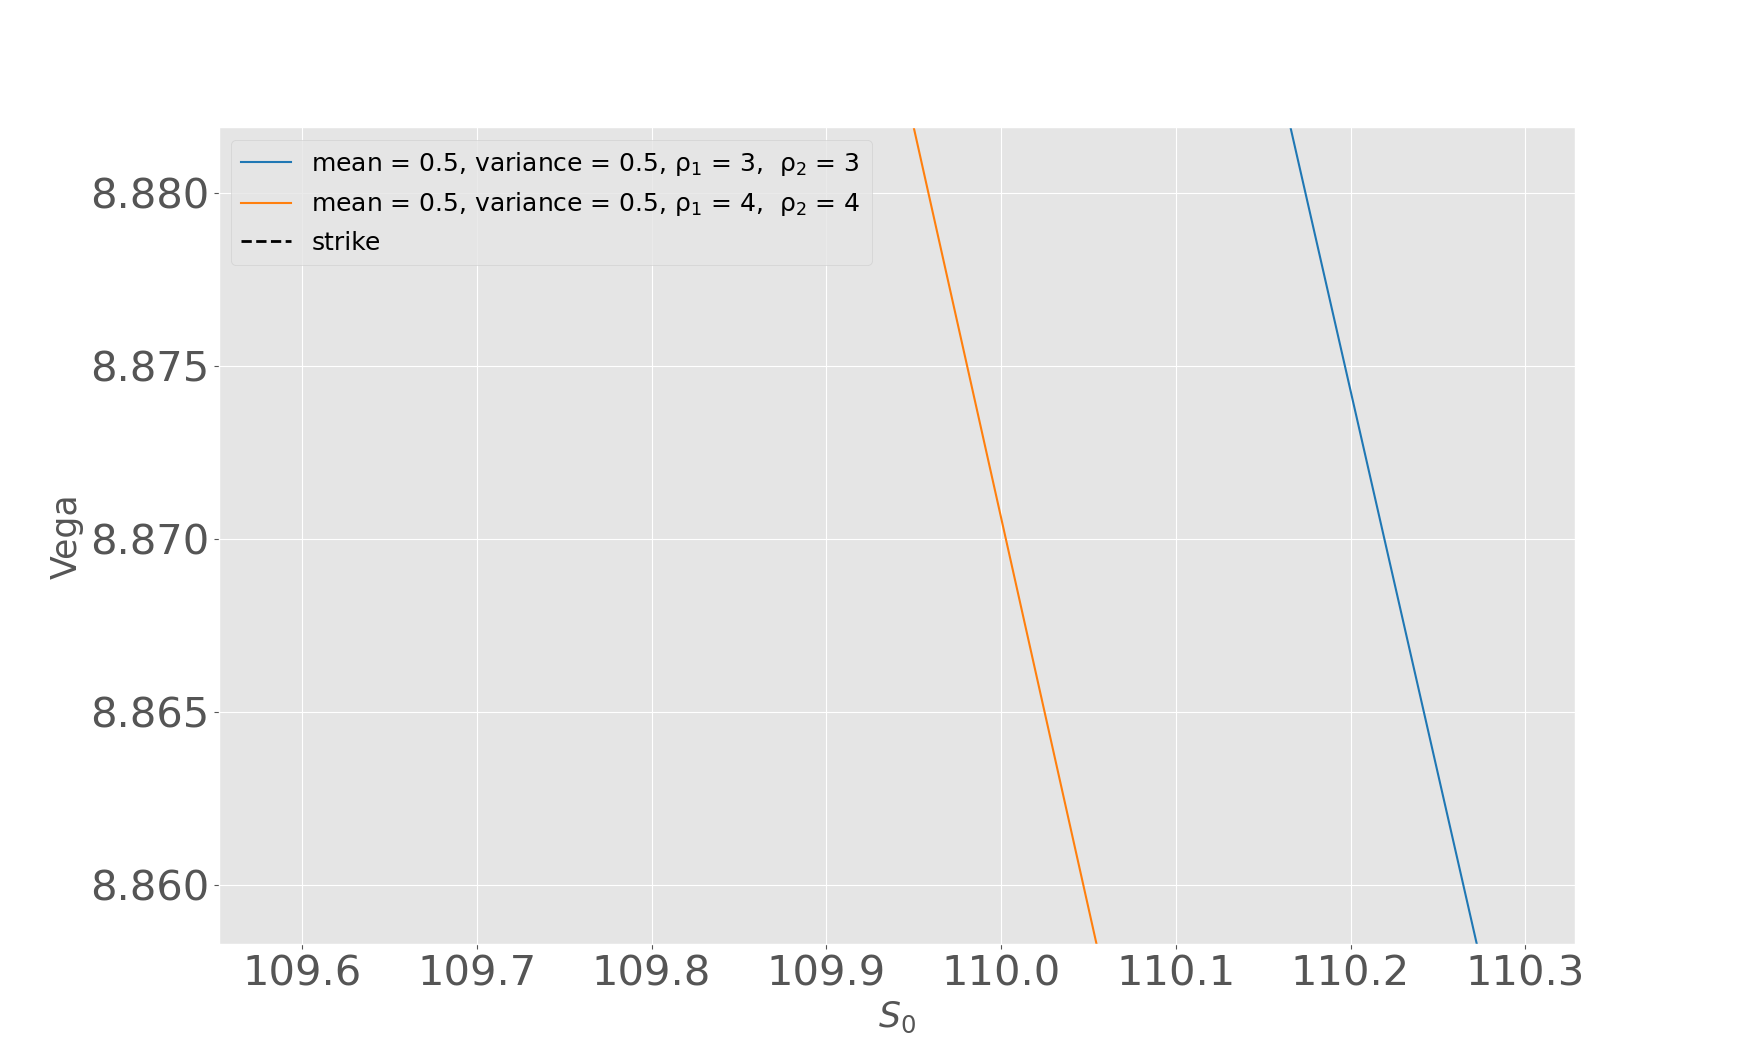 mean = 0.5, variance = 0.5, ρ₁ = 3, ρ₂ = 3
mean = 0.5, variance = 0.5, ρ₁ = 4, ρ₂ = 4
strike
8.880
8.875
8.870
8.865
8.860
Vega
109.6 109.7 109.8 109.9 110.0 110.1 110.2 110.3
S₀